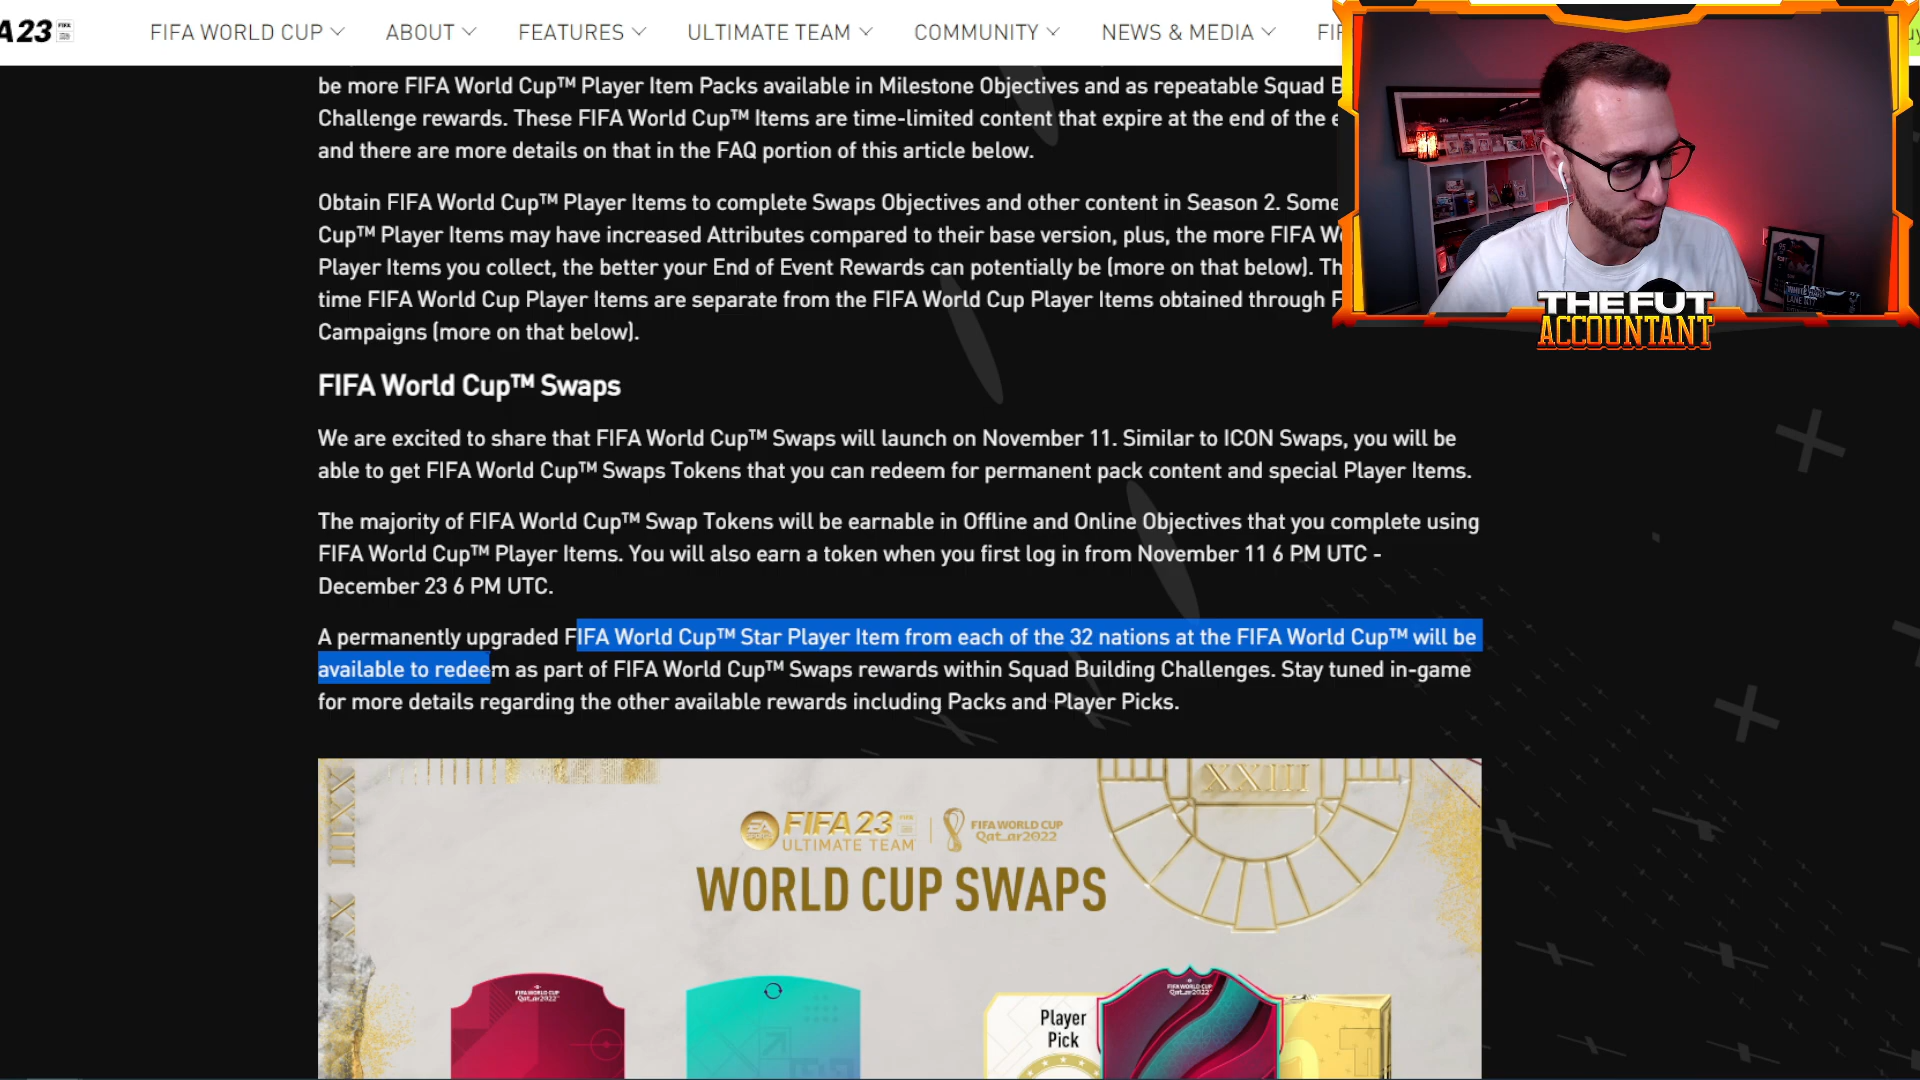 A 23
FIFA WORLD CUP ABOUT FEATURES ULTIMATE TEAM COMMUNITY NEWS & MEDIA
be more FIFA World Cup™ Player Item Packs available in Milestone Objectives and as repeatable Squad B
Challenge rewards. These FIFA World Cup™ Items are time-limited content that expire at the end of the e
and there are more details on that in the FAQ portion of this article below.
Obtain FIFA World Cup™ Player Items to complete Swaps Objectives and other content in Season 2. Some
Cup™ Player Items may have increased Attributes compared to their base version, plus, the more FIFA Wo
Player Items you collect, the better your End of Event Rewards can potentially be (more on that below). Th
time FIFA World Cup Player Items are separate from the FIFA World Cup Player Items obtained through F
Campaigns (more on that below).
THE FUT
ACCOUNTANT
FIFA World Cup™ Swaps
We are excited to share that FIFA World Cup™ Swaps will launch on November 11. Similar to ICON Swaps, you will be
able to get FIFA World Cup™ Swaps Tokens that you can redeem for permanent pack content and special Player Items.
The majority of FIFA World Cup™ Swap Tokens will be earnable in Offline and Online Objectives that you complete using
FIFA World Cup™ Player Items. You will also earn a token when you first log in from November 11 6 PM UTC -
December 23 6 PM UTC.
A permanently upgraded FIFA World Cup™ Star Player Item from each of the 32 nations at the FIFA World Cup™ will be
available to redeem as part of FIFA World Cup™ Swaps rewards within Squad Building Challenges. Stay tuned in-game
for more details regarding the other available rewards including Packs and Player Picks.
XXIII
XXIII
EA SPORTS FIFA 23
ULTIMATE TEAM
FIFA WORLD CUP
Qatar2022
WORLD CUP SWAPS
FIFA WORLD CUP
Qatar2022
FIFA WORLD CUP
Qatar2022
Player
Pick